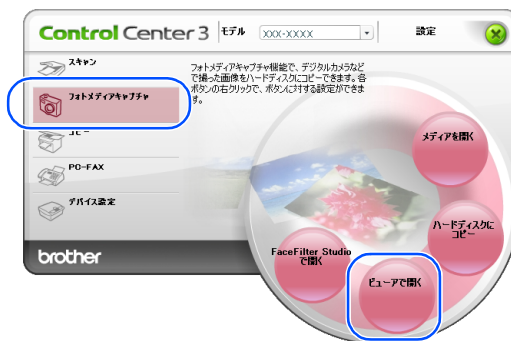 Control Center 3
モデル
XXX-XXXX
設定
スキャン
フォトメディアキャプチャ
コピー
PC-FAX
デバイス設定
brother
フォトメディアキャプチャ機能で、デジタルカメラなど
で撮った画像をハードディスクにコピーできます。各
ボタンの右クリックで、ボタンに対する設定ができま
す。
メディアを開く
ハードディスクに
コピー
ビューアで開く
FaceFilter Studio
で開く